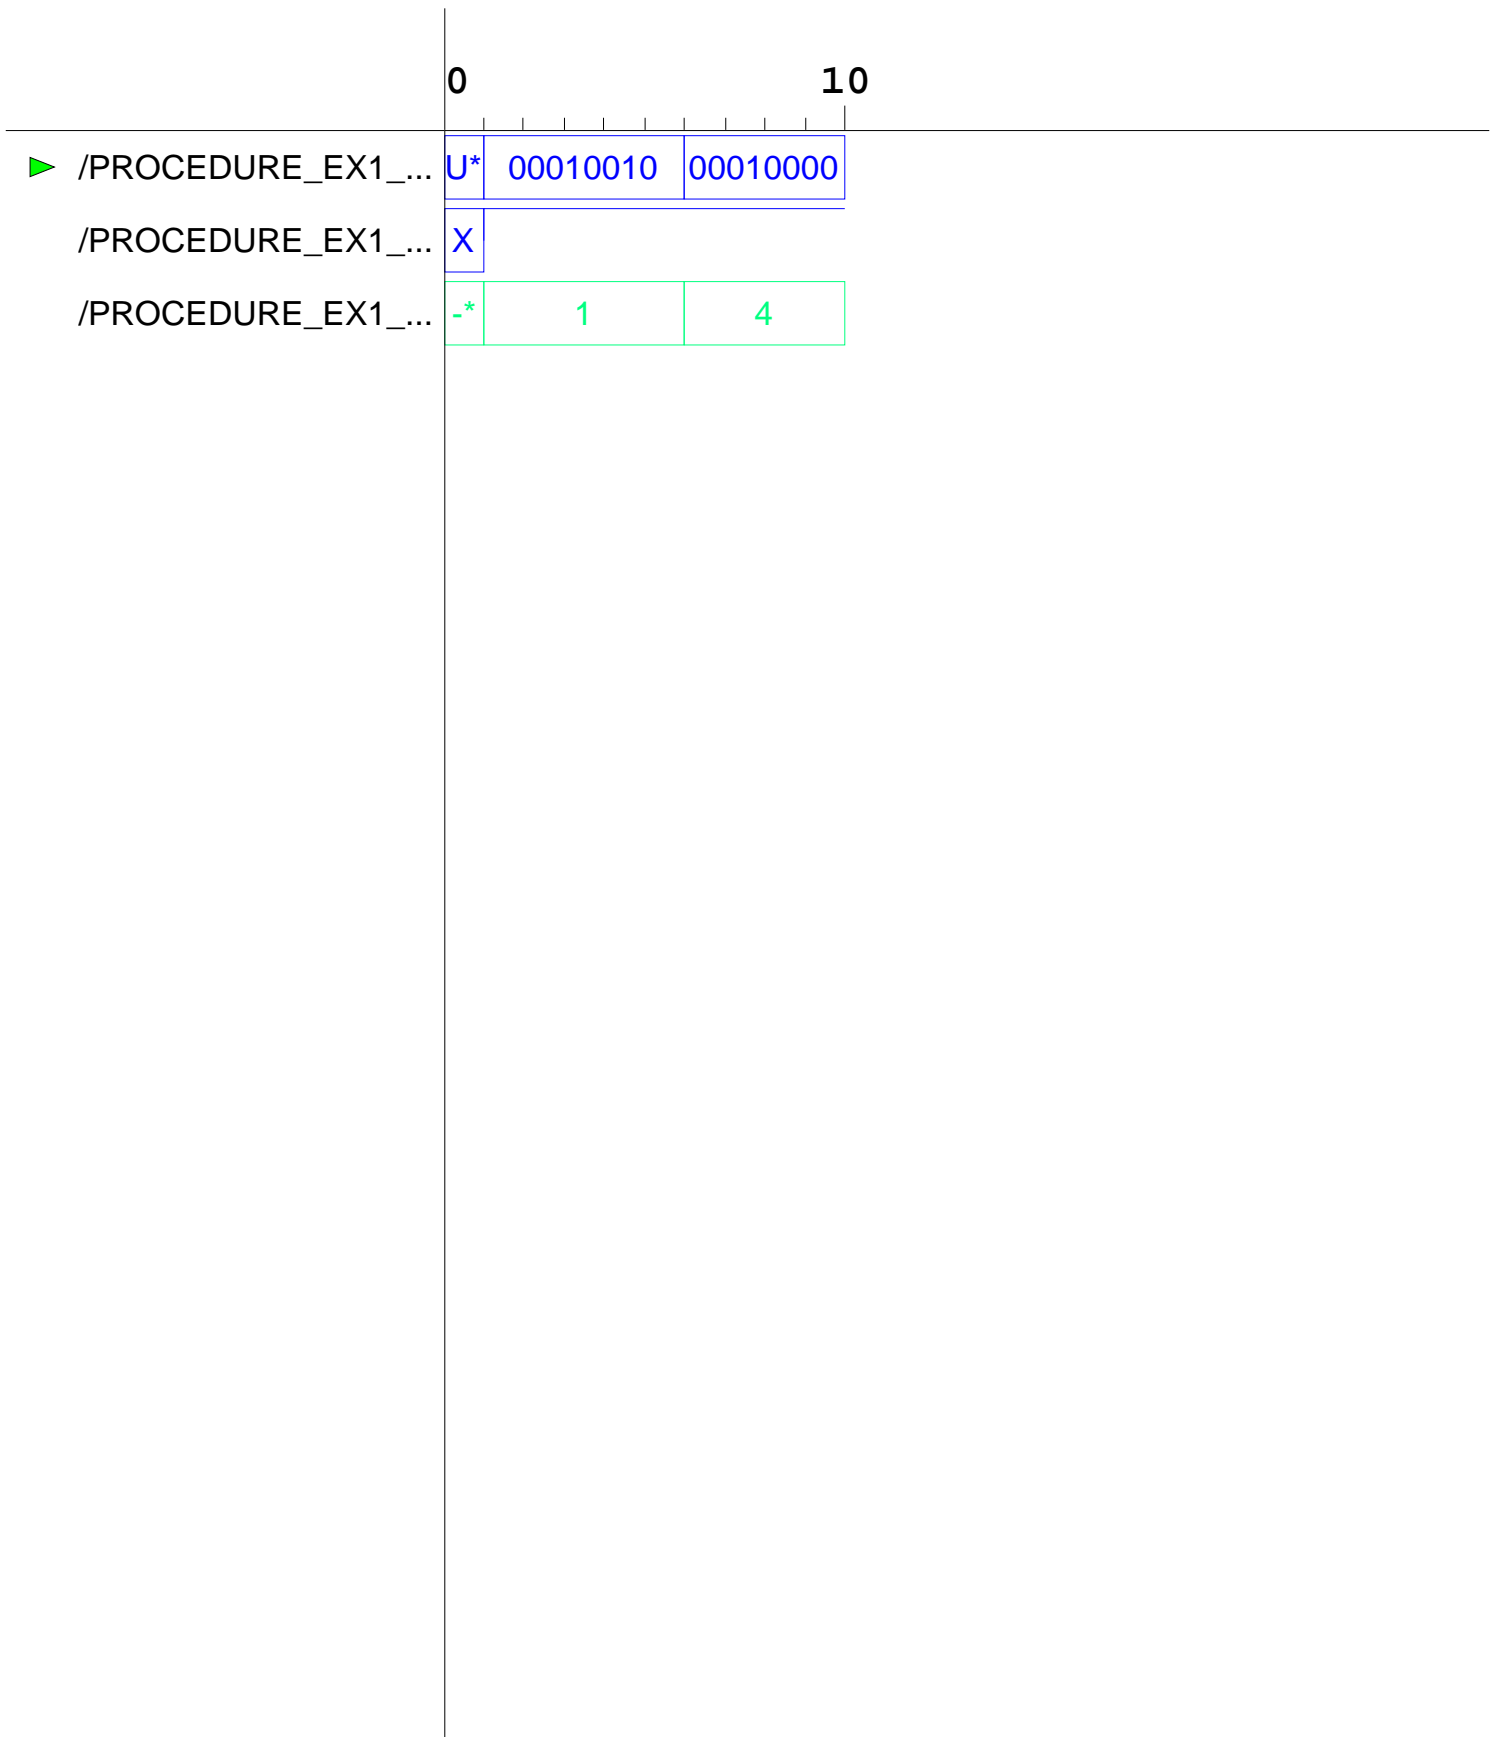 0 10
/PROCEDURE_EX1_... U* 00010010 00010000
/PROCEDURE_EX1_... X
/PROCEDURE_EX1_... -* 1 4